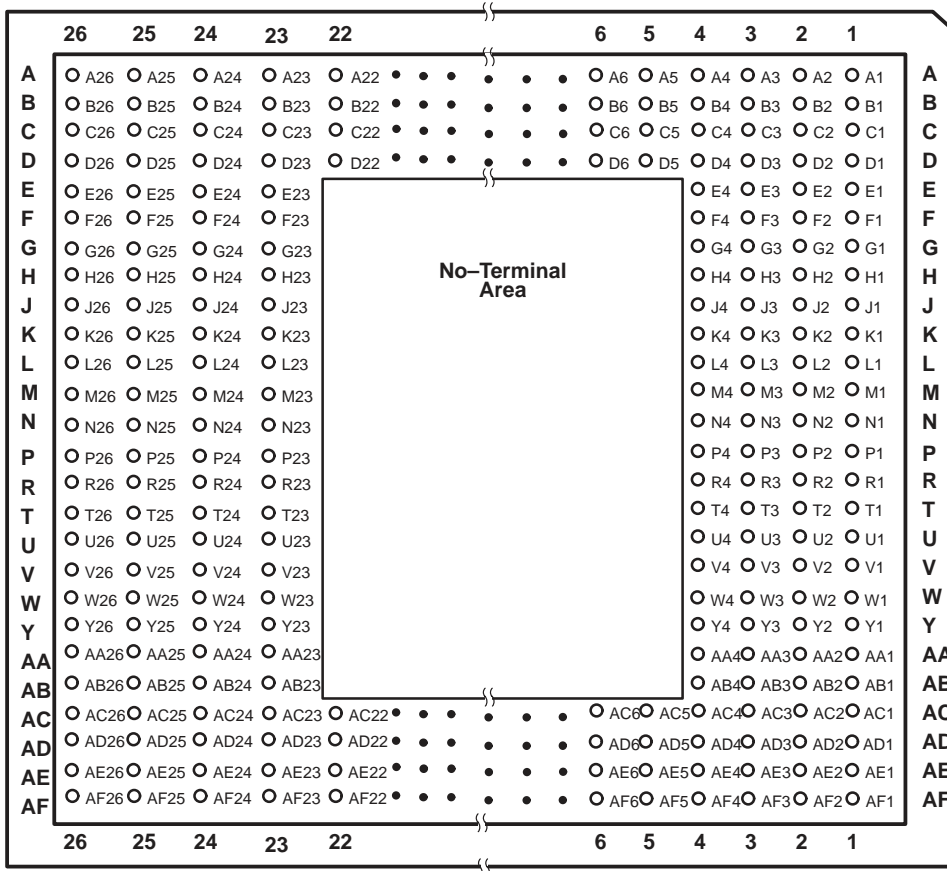 26 25 24 23 22 6 5 4 3 2 1
A A26 A25 A24 A23 A22 A6 A5 A4 A3 A2 A1 A
B B26 B25 B24 B23 B22 B6 B5 B4 B3 B2 B1 B
C C26 C25 C24 C23 C22 C6 C5 C4 C3 C2 C1 C
D D26 D25 D24 D23 D22 D6 D5 D4 D3 D2 D1 D
E E26 E25 E24 E23 E4 E3 E2 E1 E
F F26 F25 F24 F23 F4 F3 F2 F1 F
G G26 G25 G24 G23 G4 G3 G2 G1 G
No–Terminal
Area
H H26 H25 H24 H23 H4 H3 H2 H1 H
J J26 J25 J24 J23 J4 J3 J2 J1 J
K K26 K25 K24 K23 K4 K3 K2 K1 K
L L26 L25 L24 L23 L4 L3 L2 L1 L
M M26 M25 M24 M23 M4 M3 M2 M1 M
N N26 N25 N24 N23 N4 N3 N2 N1 N
P P26 P25 P24 P23 P4 P3 P2 P1 P
R R26 R25 R24 R23 R4 R3 R2 R1 R
T T26 T25 T24 T23 T4 T3 T2 T1 T
U U26 U25 U24 U23 U4 U3 U2 U1 U
V V26 V25 V24 V23 V4 V3 V2 V1 V
W W26 W25 W24 W23 W4 W3 W2 W1 W
Y Y26 Y25 Y24 Y23 Y4 Y3 Y2 Y1 Y
AA AA26 AA25 AA24 AA23 AA4 AA3 AA2 AA1 AA
AB AB26 AB25 AB24 AB23 AB4 AB3 AB2 AB1 AB
AC AC26 AC25 AC24 AC23 AC22 AC6 AC5 AC4 AC3 AC2 AC1 AC
AD AD26 AD25 AD24 AD23 AD22 AD6 AD5 AD4 AD3 AD2 AD1 AD
AE AE26 AE25 AE24 AE23 AE22 AE6 AE5 AE4 AE3 AE2 AE1 AE
AF AF26 AF25 AF24 AF23 AF22 AF6 AF5 AF4 AF3 AF2 AF1 AF
26 25 24 23 22 6 5 4 3 2 1